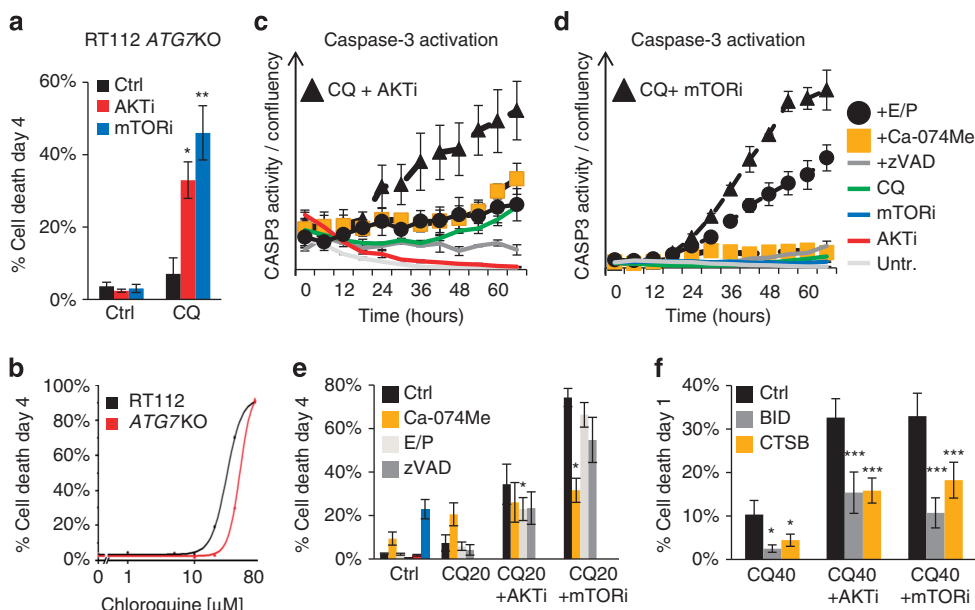 a
RT112 ATG7KO
% Cell death day 4
60%
40%
20%
0%
Ctrl
AKTi
mTORi
*
**
Ctrl
CQ
c
Caspase-3 activation
CASP3 activity / confluency
CQ + AKTi
0 12 24 36 48 60
Time (hours)
d
Caspase-3 activation
CASP3 activity / confluency
CQ+ mTORi
0 12 24 36 48 60
Time (hours)
+E/P
+Ca-074Me
+zVAD
CQ
mTORi
AKTi
Untr.
b
% Cell death day 4
100%
90%
80%
60%
40%
20%
0%
RT112
ATG7KO
0 1 10 80
Chloroquine [μM]
e
% Cell death day 4
80%
60%
40%
20%
0%
Ctrl
Ca-074Me
E/P
zVAD
*
*
Ctrl CQ20 CQ20 CQ20
+AKTi +mTORi
f
% Cell death day 1
40%
30%
20%
10%
0%
Ctrl
BID
CTSB
* *
*** ***
*** ***
CQ40 CQ40 CQ40
+AKTi +mTORi